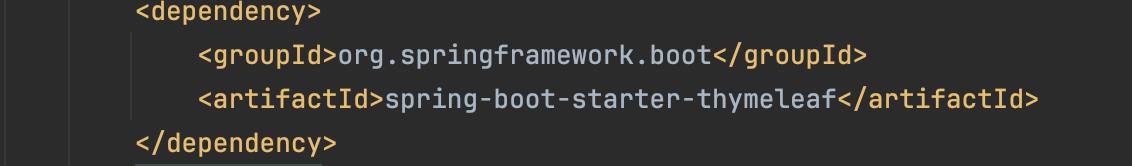 <dependency>
<groupId>org.springframework.boot</groupId>
<artifactId>spring-boot-starter-thymeleaf</artifactId>
</dependency>